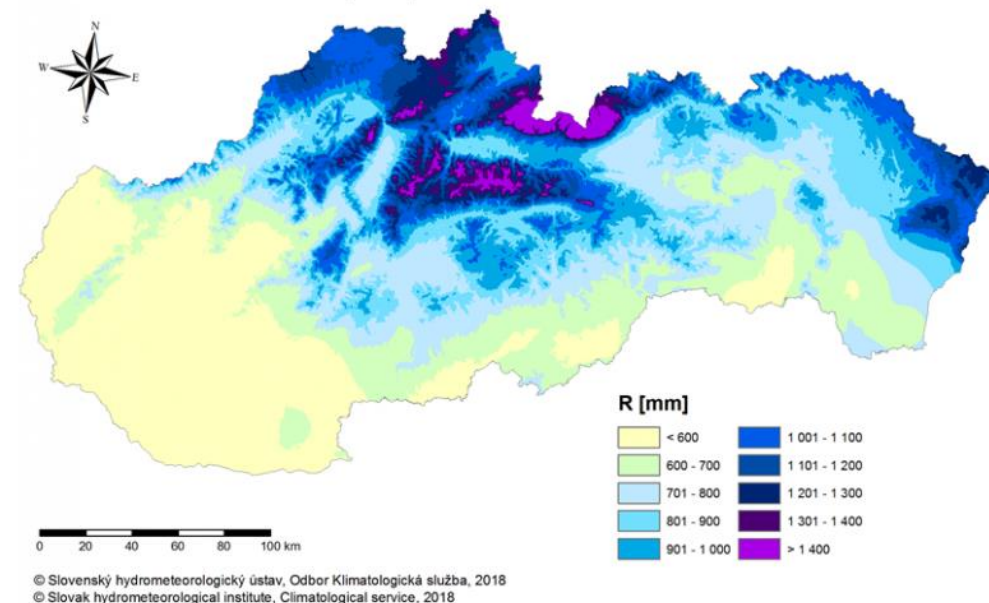 N
W
E
S
R [mm]
< 600
600 - 700
701 - 800
801 - 900
901 - 1 000
1 001 - 1 100
1 101 - 1 200
1 201 - 1 300
1 301 - 1 400
> 1 400
0 20 40 60 80 100 km
© Slovenský hydrometeorologický ústav, Odbor Klimatologická služba, 2018
© Slovak hydrometeorological institute, Climatological service, 2018